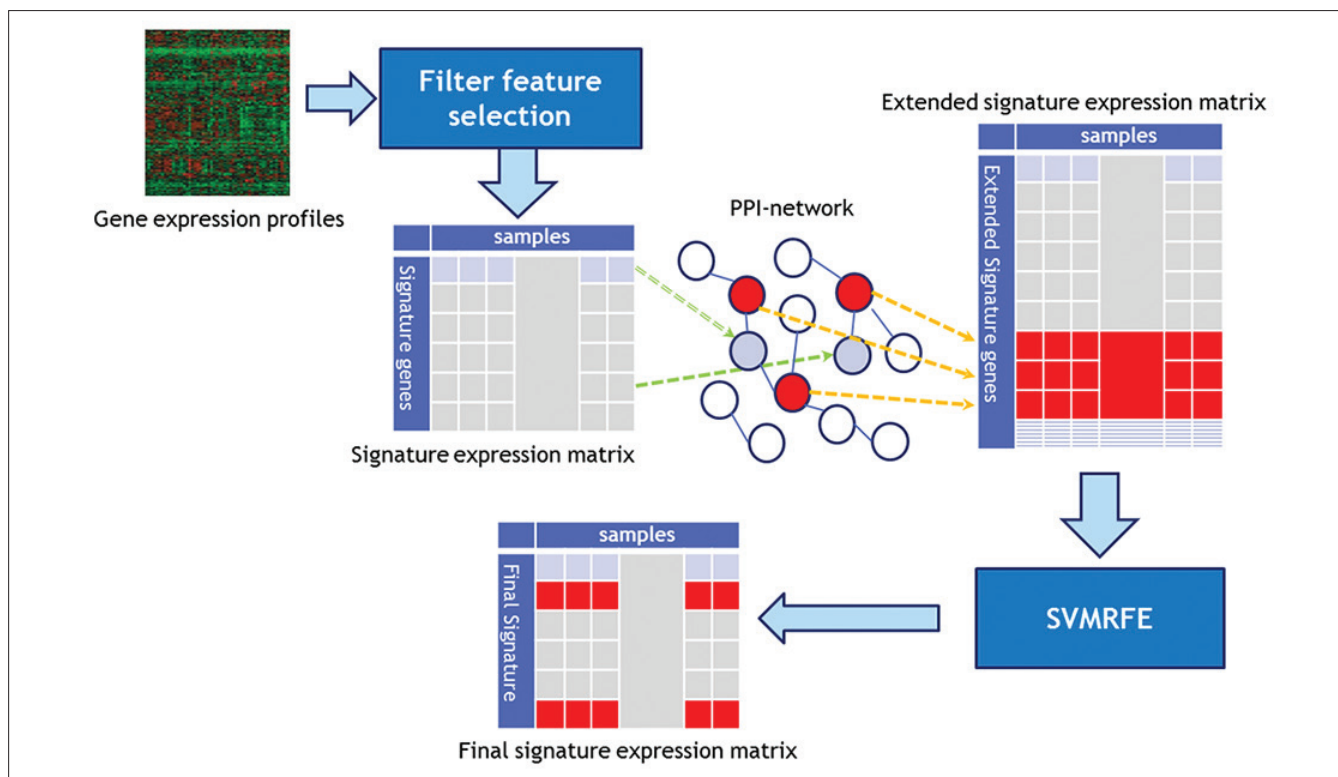 Filter feature
selection
Gene expression profiles
samples
Signature genes
Signature expression matrix
PPI-network
Extended signature expression matrix
samples
Extended Signature genes
SVMRFE
samples
Final Signature
Final signature expression matrix